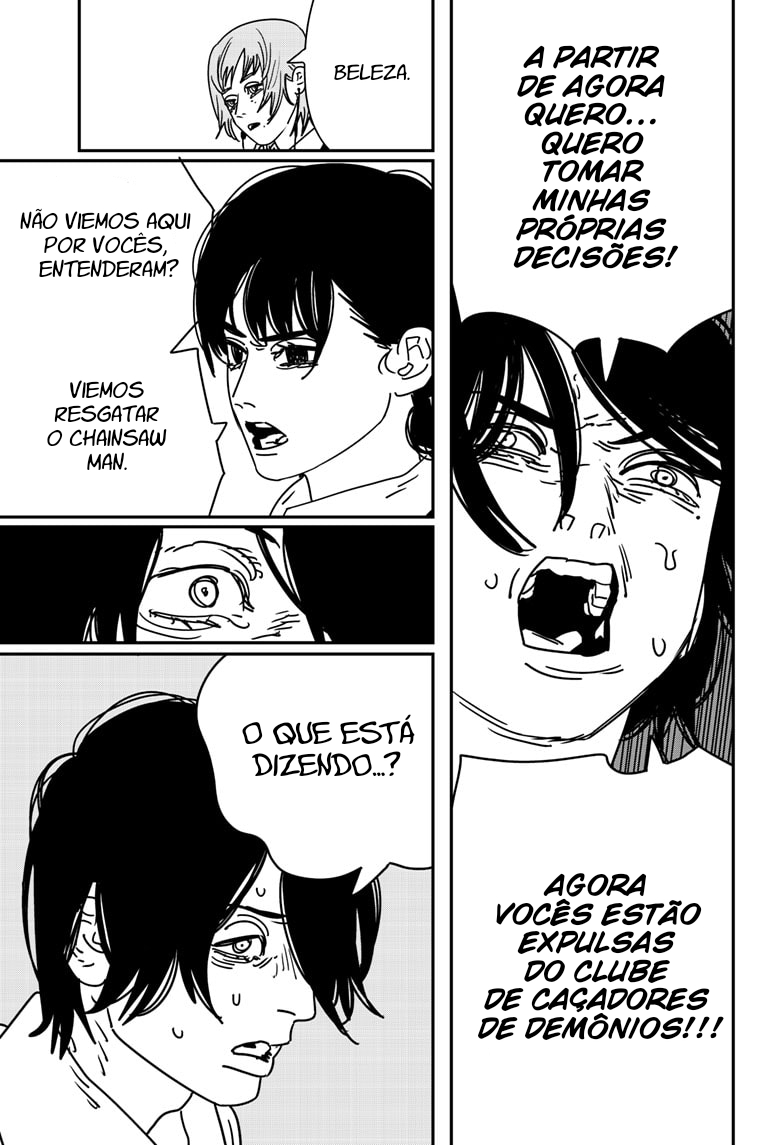 A PARTIR
DE AGORA
QUERO...
QUERO
TOMAR
MINHAS
PRÓPRIAS
DECISÕES!
AGORA
VOCÊS ESTÃO
EXPULSAS
DO CLUBE
DE CAÇADORES
DE DEMÔNIOS!!!
BELEZA.
NÃO VIEMOS AQUI
POR VOCÊS,
ENTENDERAM?
VIEMOS
RESGATAR
O CHAINSAW
MAN.
O QUE ESTÁ
DIZENDO...?